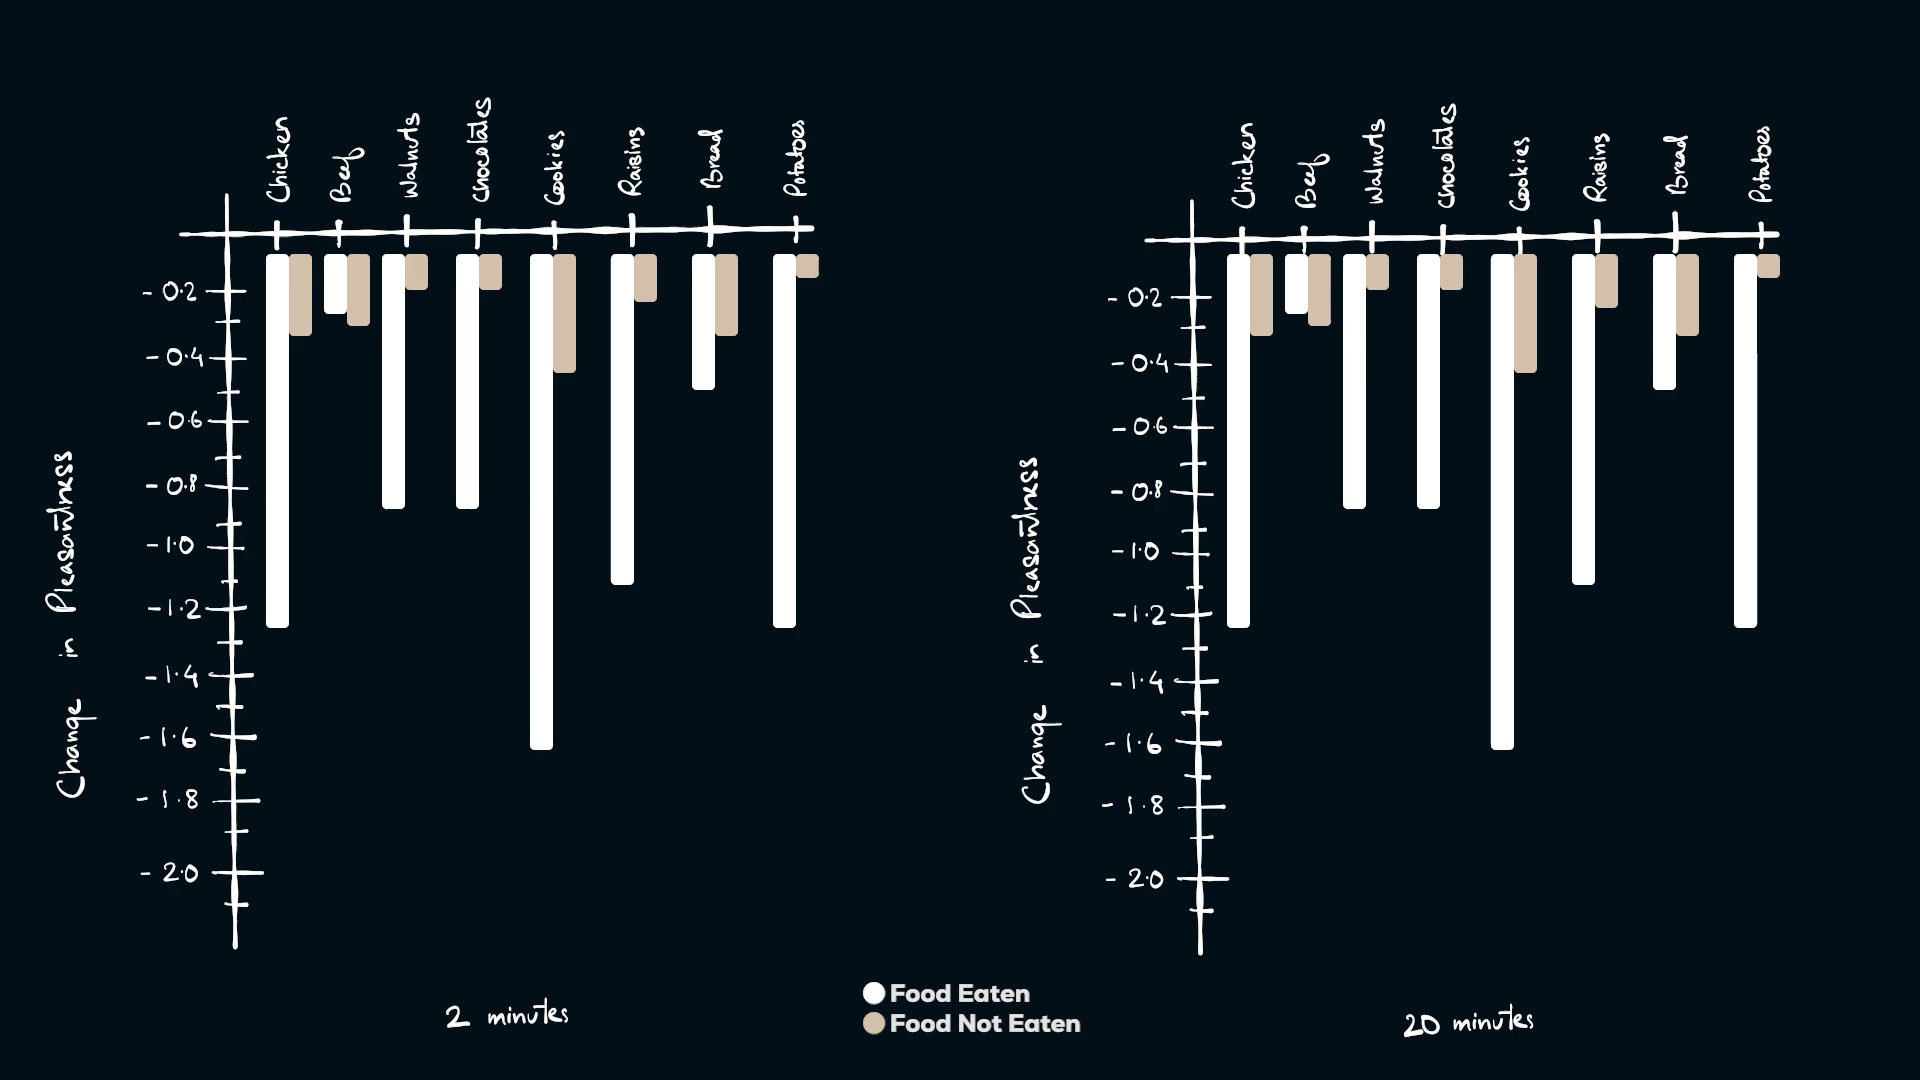 Chicken
Beef
Walnuts
Chocolates
Cookies
Raisins
Bread
Potatoes
- 0.2
- 0.4
- 0.6
- 0.8
- 1.0
- 1.2
- 1.4
- 1.6
- 1.8
- 2.0
Change in Pleasantness
2 minutes
Chicken
Beef
Walnuts
Chocolates
Cookies
Raisins
Bread
Potatoes
- 0.2
- 0.4
- 0.6
- 0.8
- 1.0
- 1.2
- 1.4
- 1.6
- 1.8
- 2.0
Change in Pleasantness
20 minutes
Food Eaten
Food Not Eaten